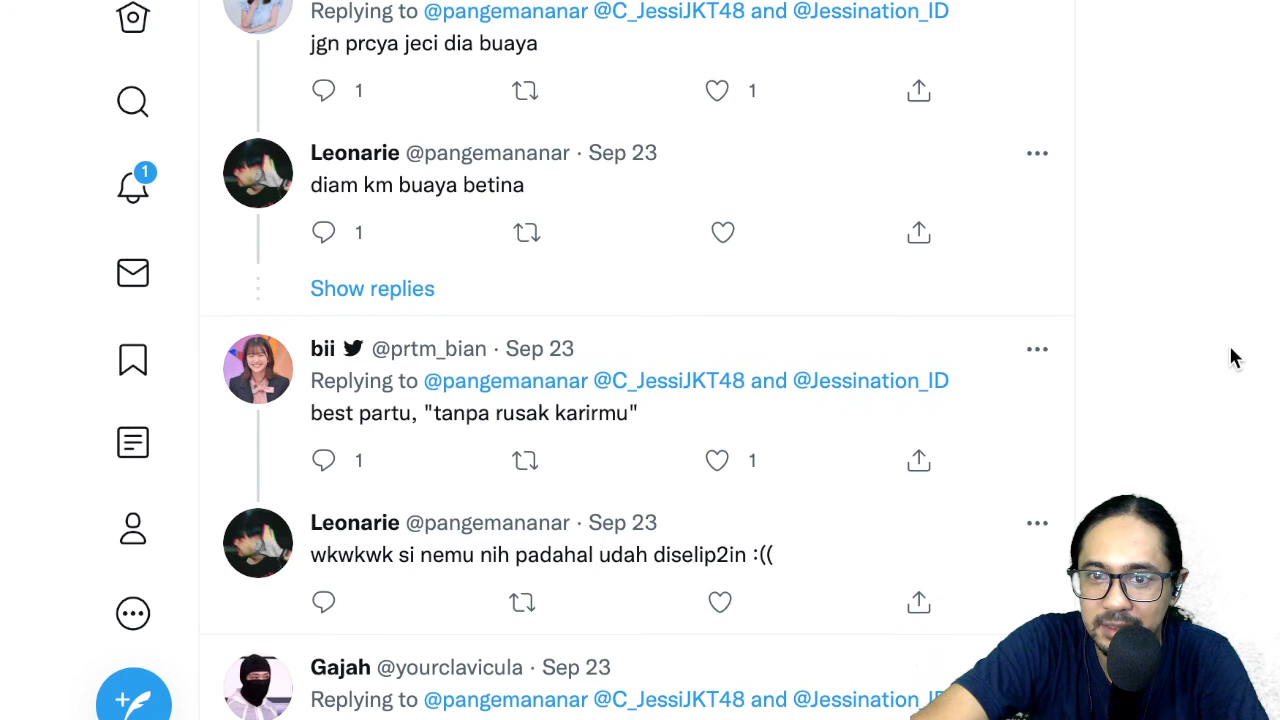 Replying to @pangemananar @C_JessiJKT48 and @Jessination_ID
jgn prcya jeci dia buaya
1 1
Leonarie @pangemananar · Sep 23
diam km buaya betina
1
1
Show replies
bii @prtm_bian · Sep 23
Replying to @pangemananar @C_JessiJKT48 and @Jessination_ID
best partu, "tanpa rusak karirmu"
1 1
Leonarie @pangemananar · Sep 23
wkwkwk si nemu nih padahal udah diselip2in :((
Gajah @yourclavicula · Sep 23
Replying to @pangemananar @C_JessiJKT48 and @Jessination_ID